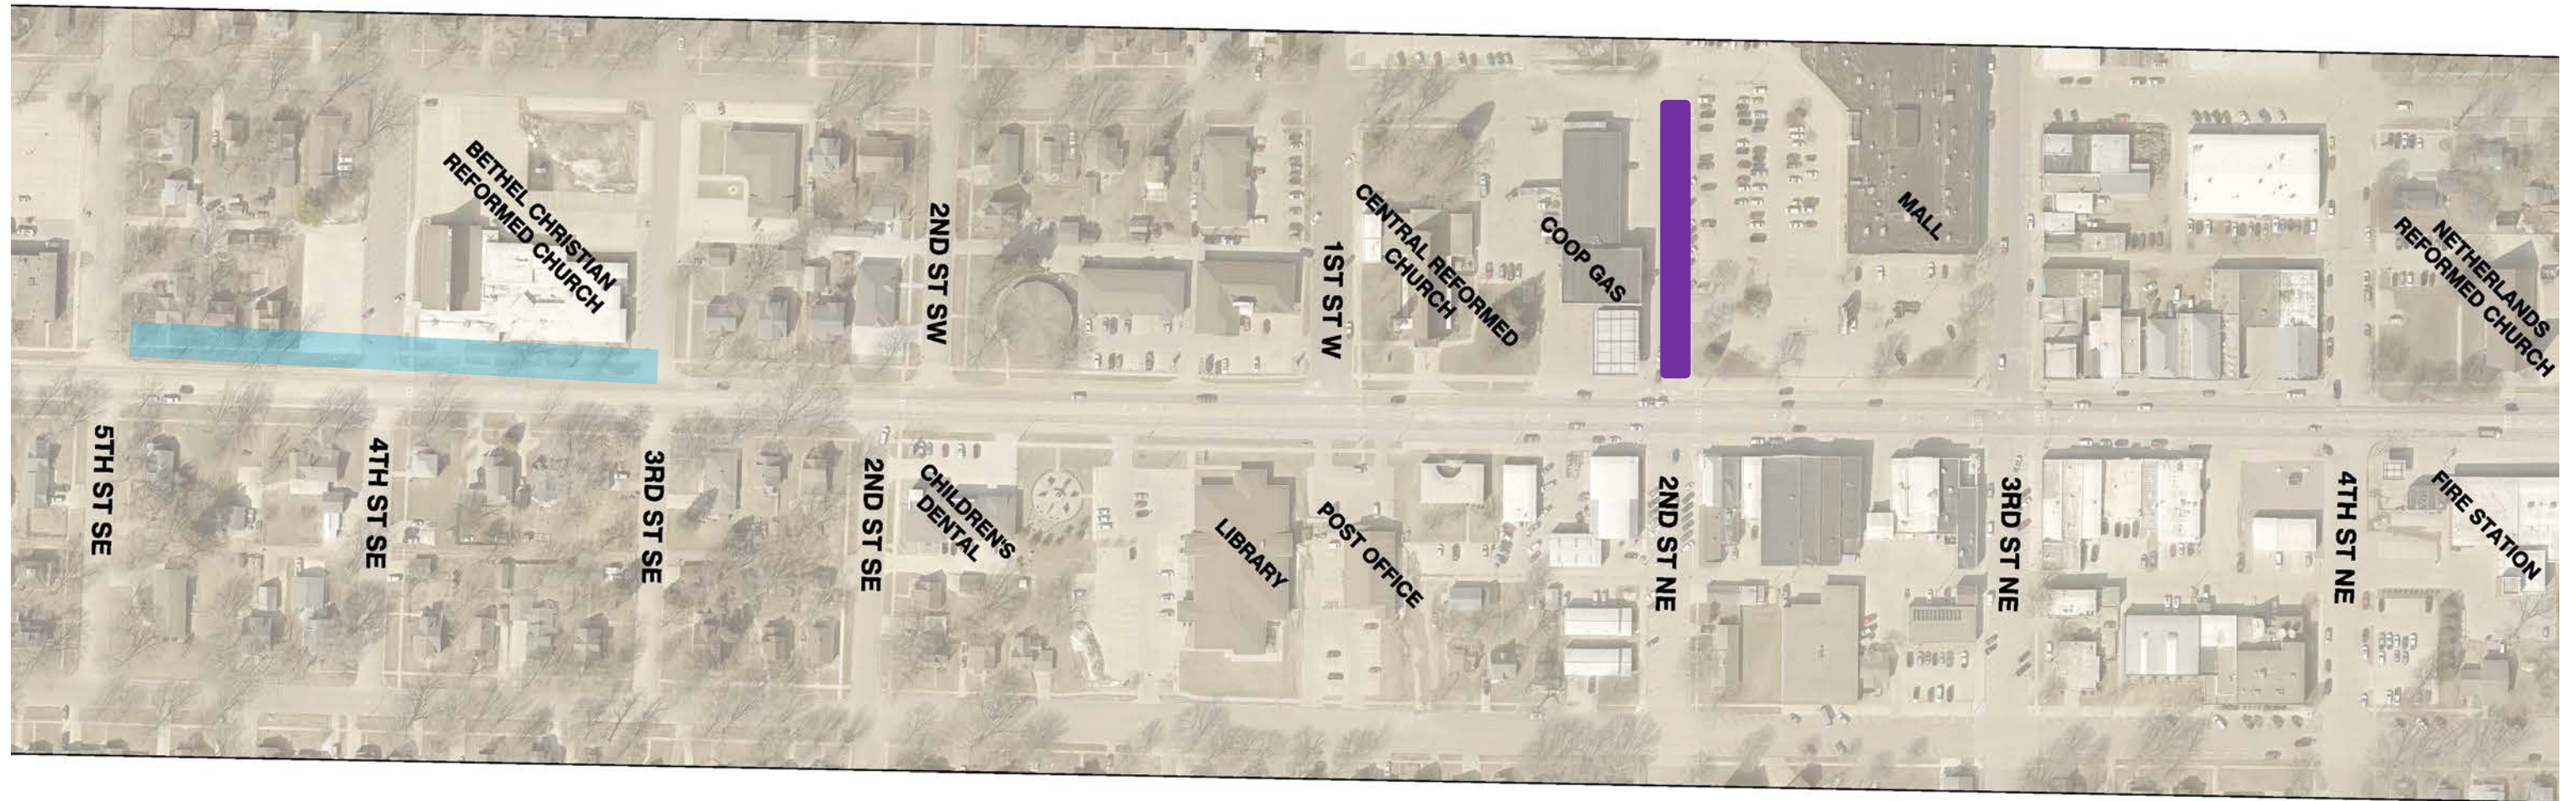 BETHEL CHRISTIAN
REFORMED CHURCH
2ND ST SW
1ST ST W
CENTRAL REFORMED
CHURCH
COOP GAS
MALL
NETHERLANDS
REFORMED CHURCH
5TH ST SE
4TH ST SE
3RD ST SE
2ND ST SE
CHILDREN'S
DENTAL
LIBRARY
POST OFFICE
2ND ST NE
3RD ST NE
4TH ST NE
FIRE STATION